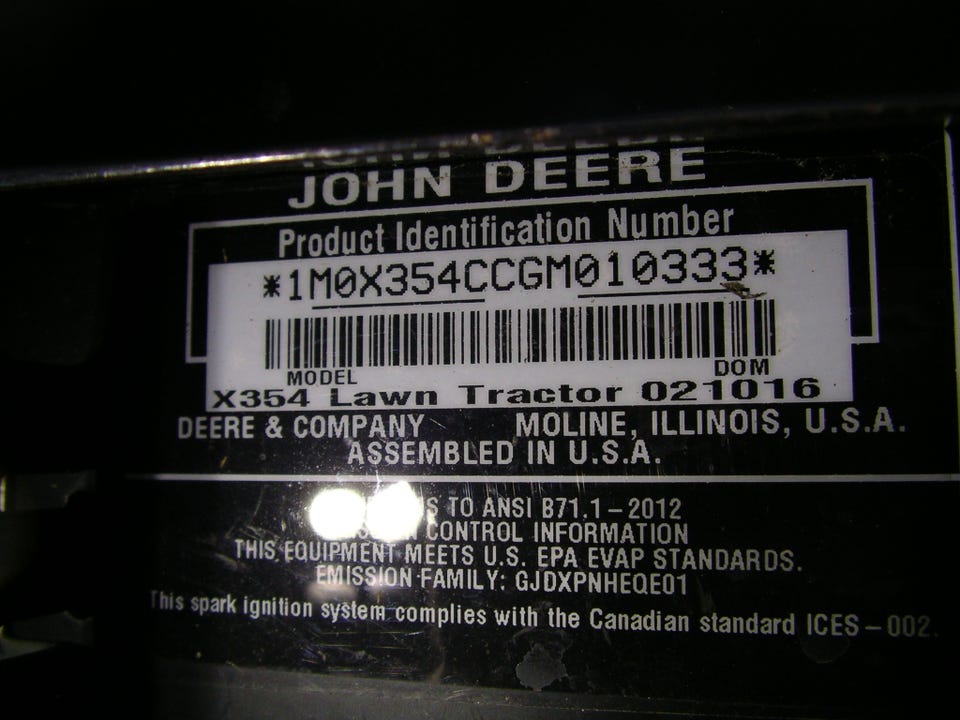 JOHN DEERE
Product Identification Number
*1M0X354CCGM010333*
MODEL DOM
X354 Lawn Tractor 021016
DEERE & COMPANY MOLINE, ILLINOIS, U.S.A.
ASSEMBLED IN U.S.A.
TO ANSI B71.1-2012
CONTROL INFORMATION
THIS EQUIPMENT MEETS U.S. EPA EVAP STANDARDS.
EMISSION FAMILY: GJDXPNHEQE01
This spark ignition system complies with the Canadian standard ICES-002.